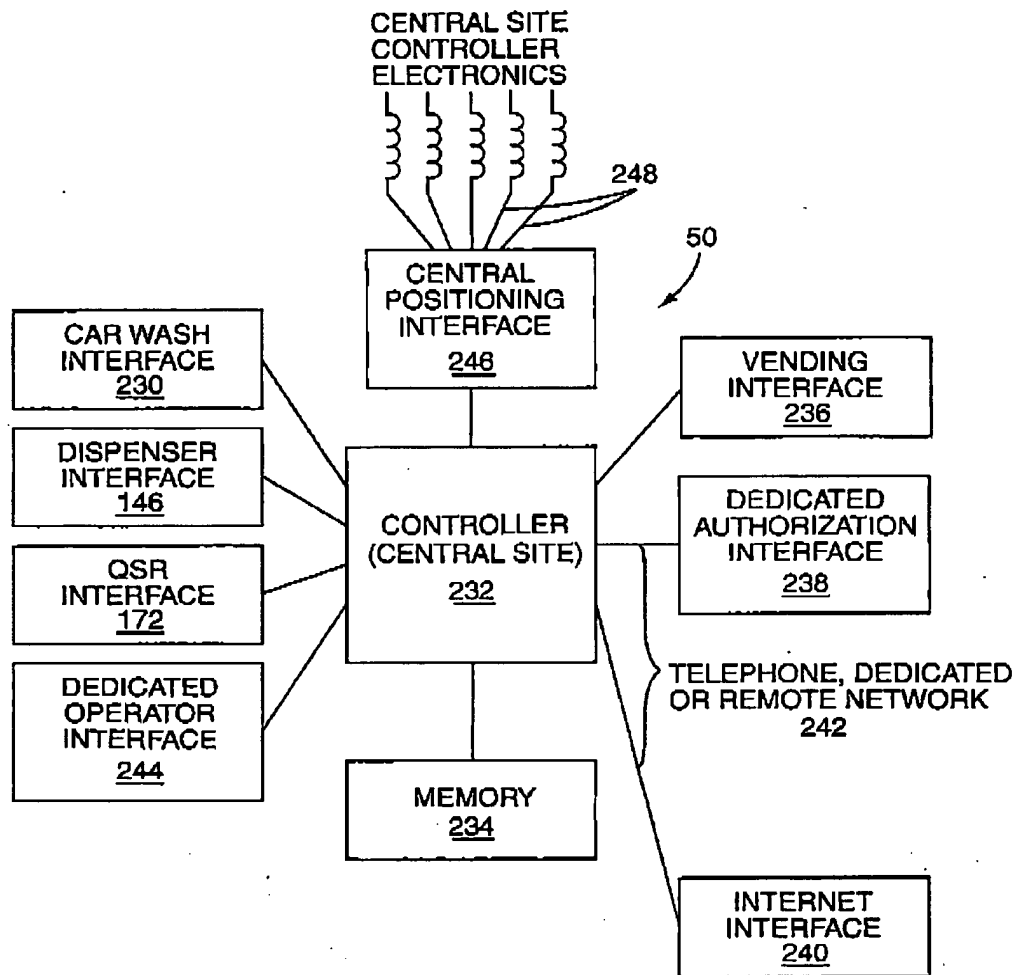 CENTRAL SITE
CONTROLLER
ELECTRONICS
248
50
CENTRAL
POSITIONING
INTERFACE
246
CAR WASH
INTERFACE
230
DISPENSER
INTERFACE
146
QSR
INTERFACE
172
DEDICATED
OPERATOR
INTERFACE
244
CONTROLLER
(CENTRAL SITE)
232
MEMORY
234
VENDING
INTERFACE
236
DEDICATED
AUTHORIZATION
INTERFACE
238
TELEPHONE, DEDICATED
OR REMOTE NETWORK
242
INTERNET
INTERFACE
240